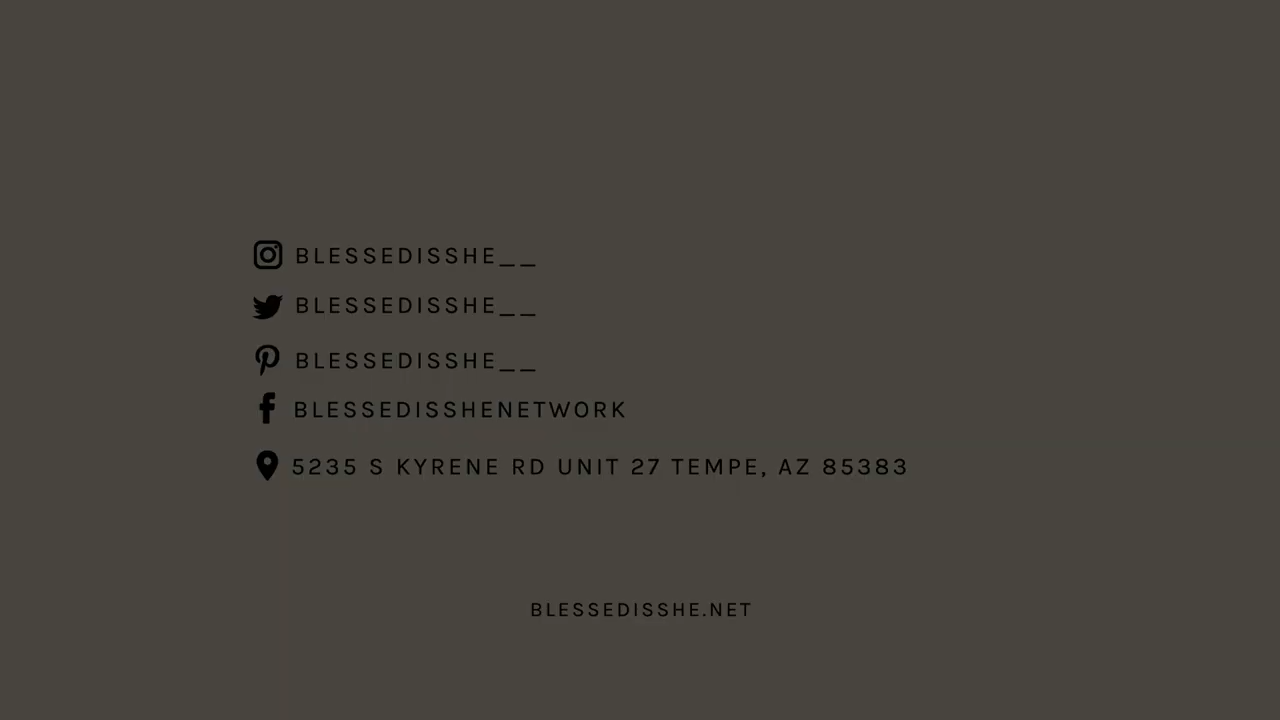 BLESSEDISSHE__
BLESSEDISSHE__
BLESSEDISSHE__
BLESSEDISSHENETWORK
5235 S KYRENE RD UNIT 27 TEMPE, AZ 85383
BLESSEDISSHE.NET